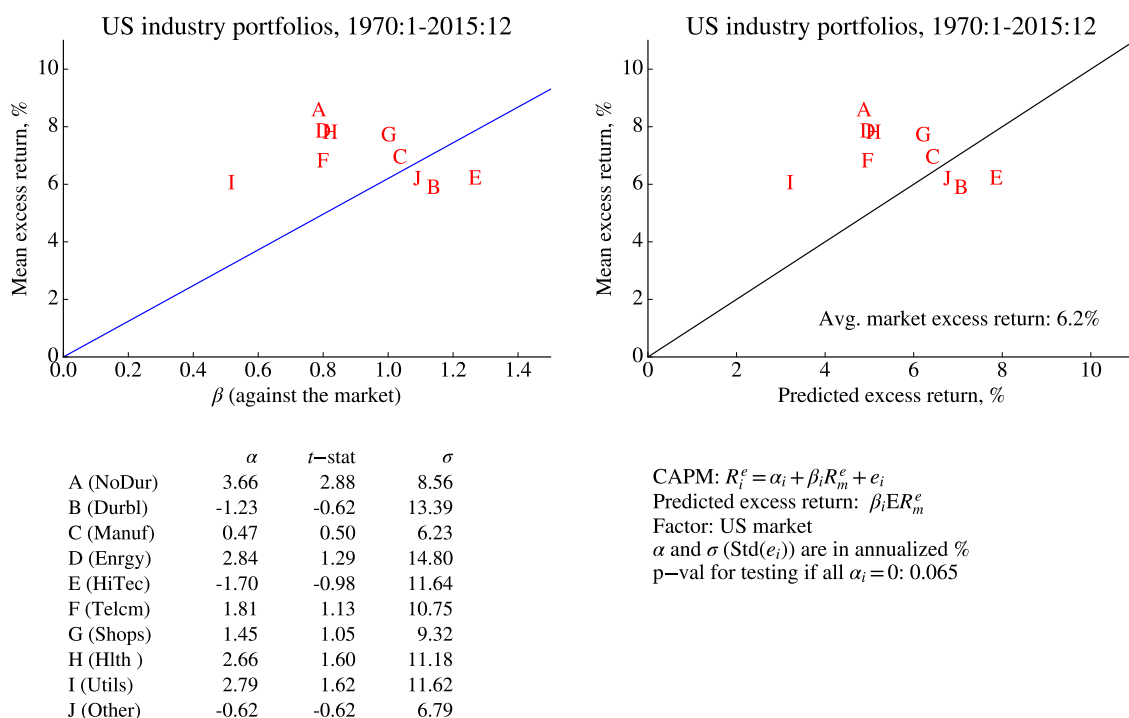 US industry portfolios, 1970:1-2015:12
Mean excess return, %
10
8
6
4
2
0
A
D
H
G
F
C
I
J
B
E
0.0 0.2 0.4 0.6 0.8 1.0 1.2 1.4
β (against the market)
US industry portfolios, 1970:1-2015:12
Mean excess return, %
10
8
6
4
2
0
A
D
H
G
F
C
I
J
B
E
Avg. market excess return: 6.2%
0 2 4 6 8 10
Predicted excess return, %
α t−stat σ
A (NoDur) 3.66 2.88 8.56
B (Durbl) -1.23 -0.62 13.39
C (Manuf) 0.47 0.50 6.23
D (Enrgy) 2.84 1.29 14.80
E (HiTec) -1.70 -0.98 11.64
F (Telcm) 1.81 1.13 10.75
G (Shops) 1.45 1.05 9.32
H (Hlth ) 2.66 1.60 11.18
I (Utils) 2.79 1.62 11.62
J (Other) -0.62 -0.62 6.79
CAPM: R_i^e = α_i + β_i R_m^e + e_i
Predicted excess return: β_i ER_m^e
Factor: US market
α and σ (Std(e_i)) are in annualized %
p−val for testing if all α_i = 0: 0.065